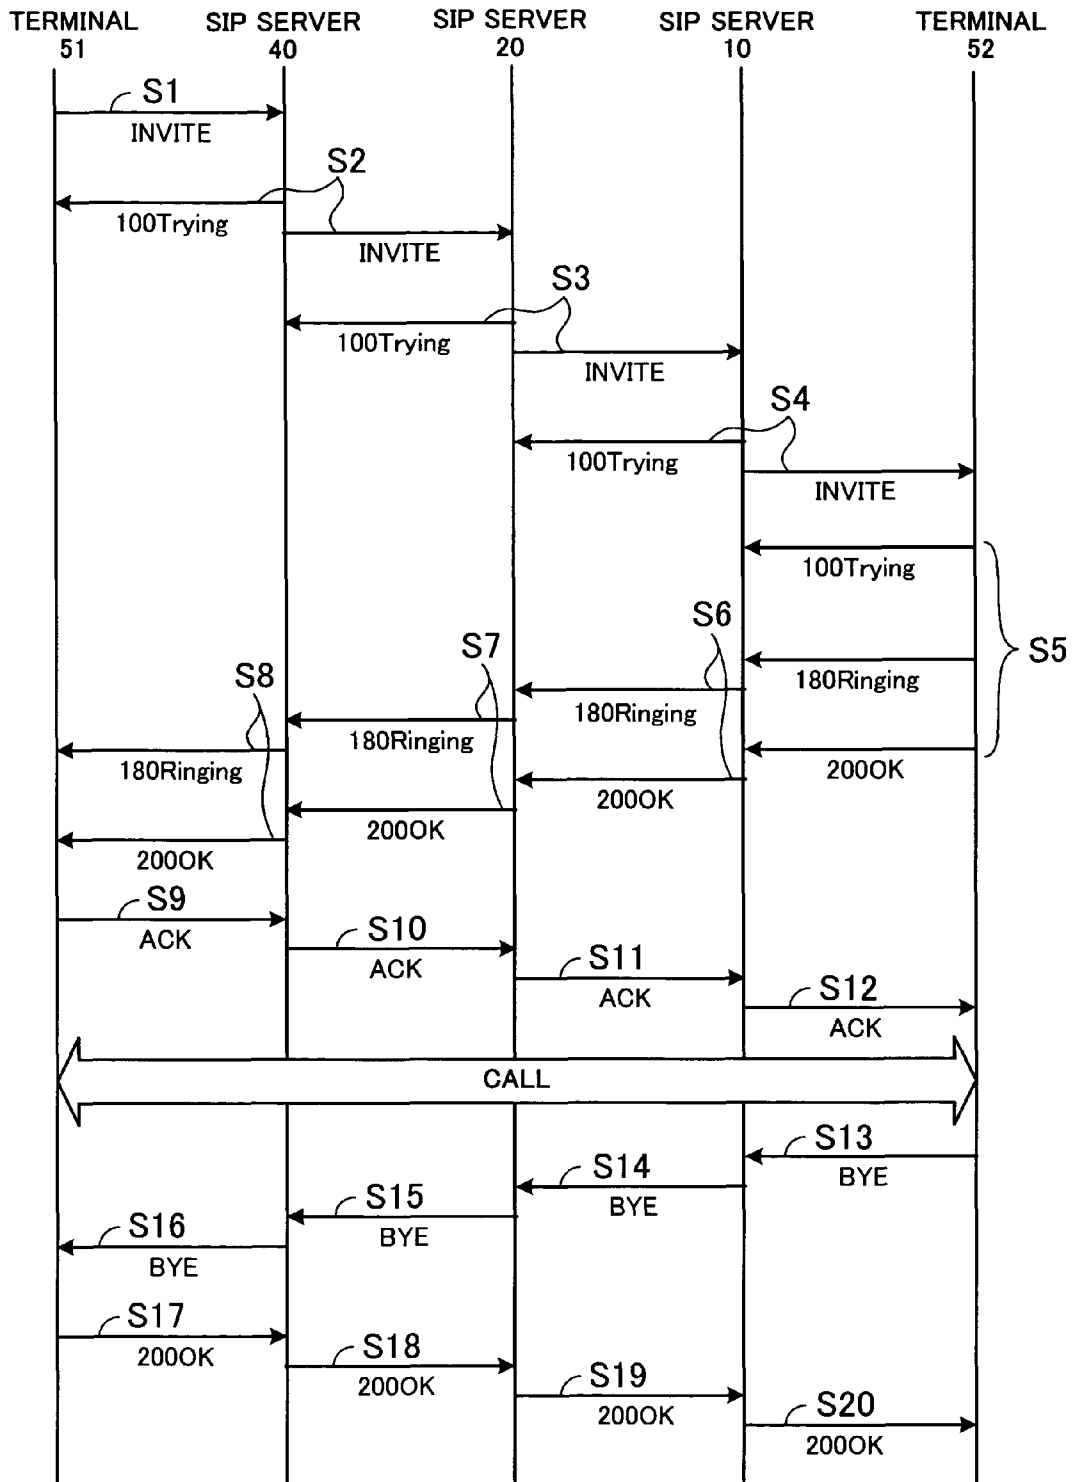 TERMINAL 51
SIP SERVER 40
SIP SERVER 20
SIP SERVER 10
TERMINAL 52
S1
INVITE
S2
100Trying
INVITE
S3
100Trying
INVITE
S4
100Trying
INVITE
100Trying
S5
S6
S7
S8
180Ringing
180Ringing
180Ringing
180Ringing
200OK
200OK
200OK
200OK
S9
ACK
S10
ACK
S11
ACK
S12
ACK
CALL
S13
BYE
S14
BYE
S15
BYE
S16
BYE
S17
200OK
S18
200OK
S19
200OK
S20
200OK